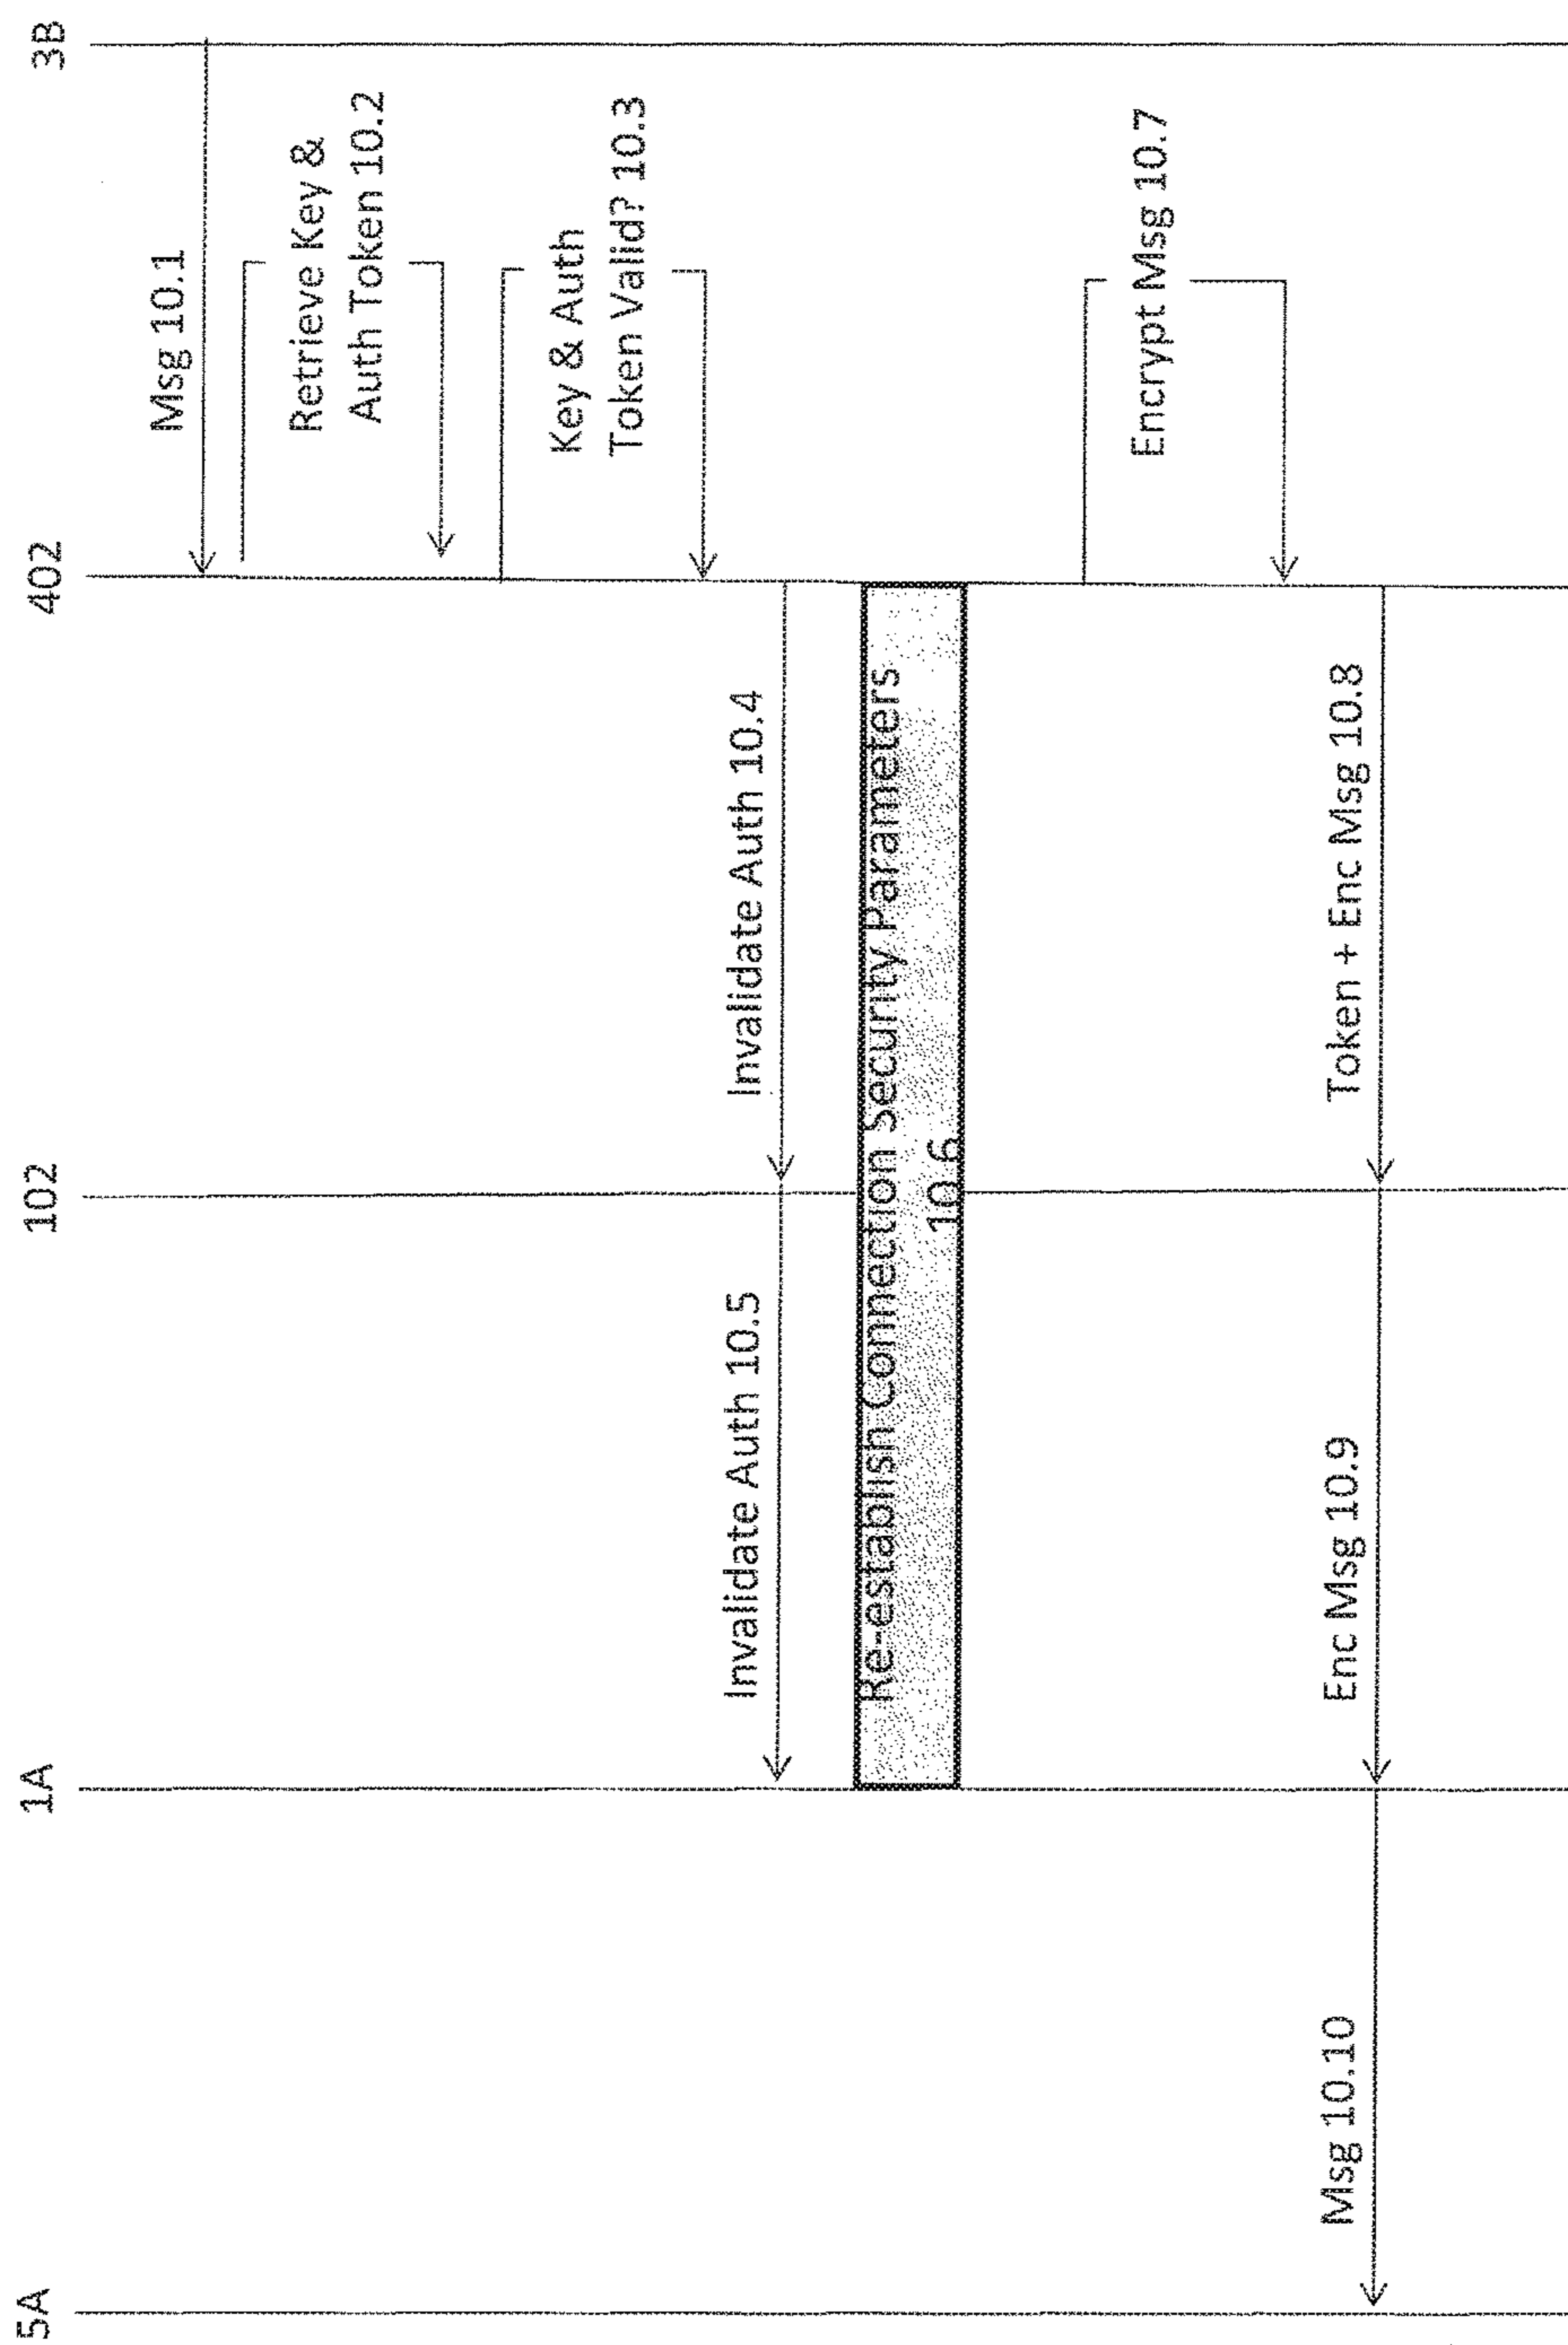 5A
1A
102
402
3B
Msg 10.1
Retrieve Key &
Auth Token 10.2
Key & Auth
Token Valid? 10.3
Invalidate Auth 10.5
Invalidate Auth 10.4
Re-establish Connection Security Parameters
10.6
Encrypt Msg 10.7
Msg 10.10
Enc Msg 10.9
Token + Enc Msg 10.8